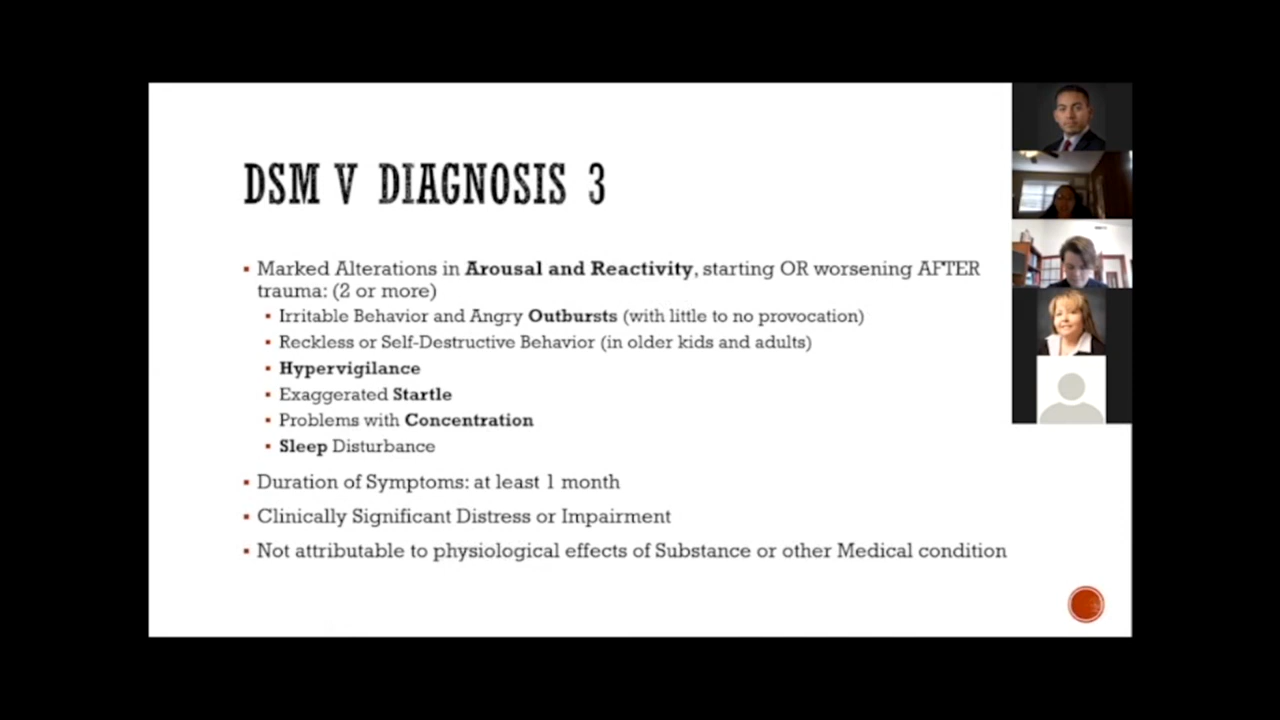 DSM V DIAGNOSIS 3
▪ Marked Alterations in Arousal and Reactivity, starting OR worsening AFTER
trauma: (2 or more)
▪ Irritable Behavior and Angry Outbursts (with little to no provocation)
▪ Reckless or Self-Destructive Behavior (in older kids and adults)
▪ Hypervigilance
▪ Exaggerated Startle
▪ Problems with Concentration
▪ Sleep Disturbance
▪ Duration of Symptoms: at least 1 month
▪ Clinically Significant Distress or Impairment
▪ Not attributable to physiological effects of Substance or other Medical condition